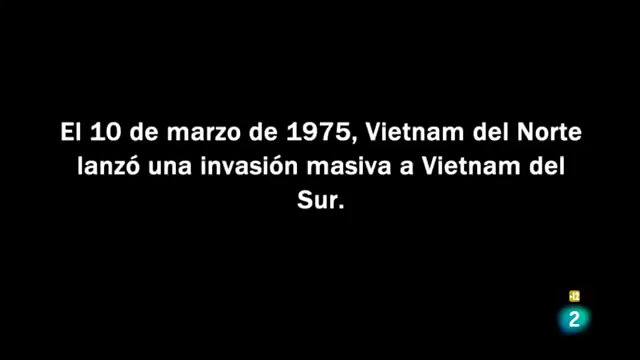 El 10 de marzo de 1975, Vietnam del Norte
lanzó una invasión masiva a Vietnam del
Sur.
2